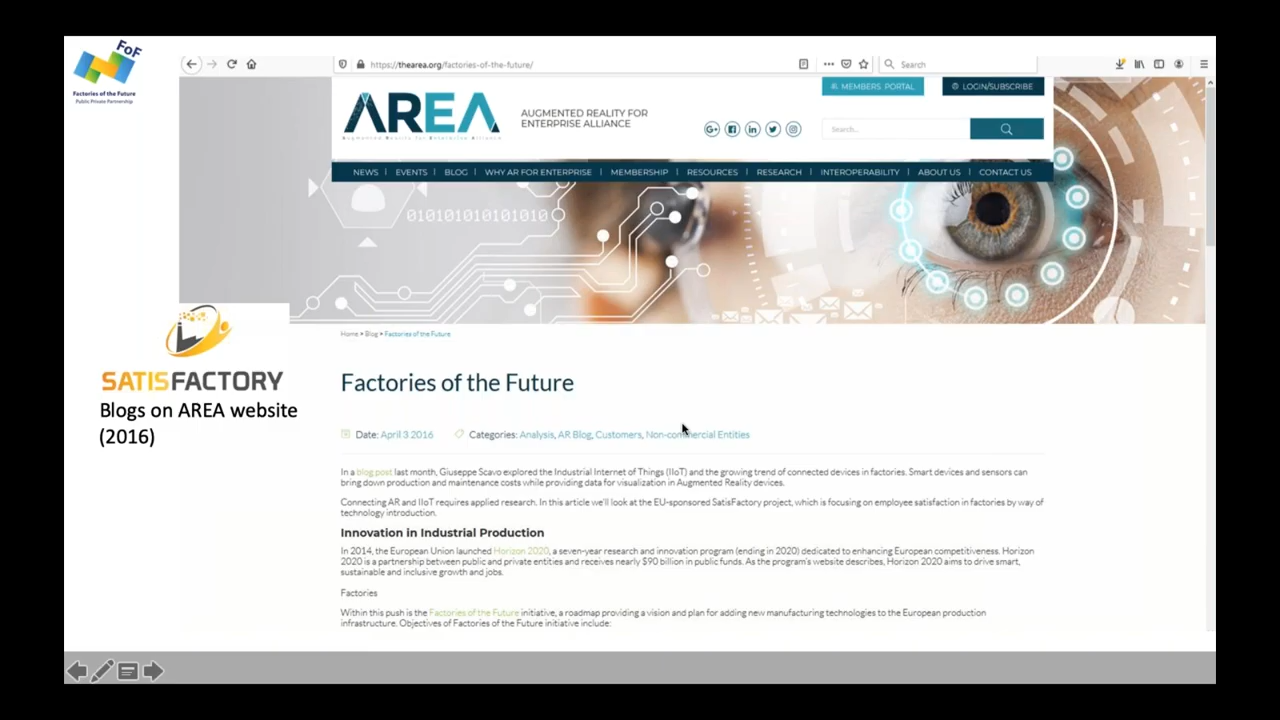 FoF
Factories of the Future
Public Private Partnership
https://thearea.org/factories-of-the-future/
Search
MEMBERS PORTAL
LOGIN/SUBSCRIBE
AREA
Augmented Reality for Enterprise Alliance
AUGMENTED REALITY FOR
ENTERPRISE ALLIANCE
G+
Search...
NEWS | EVENTS | BLOG | WHY AR FOR ENTERPRISE | MEMBERSHIP | RESOURCES | RESEARCH | INTEROPERABILITY | ABOUT US | CONTACT US
010101010101010
Home > Blog > Factories of the Future
SATISFACTORY
Blogs on AREA website
(2016)
Factories of the Future
Date: April 3 2016 Categories: Analysis, AR Blog, Customers, Non-commercial Entities
In a blog post last month, Giuseppe Scavo explored the Industrial Internet of Things (IIoT) and the growing trend of connected devices in factories. Smart devices and sensors can
bring down production and maintenance costs while providing data for visualization in Augmented Reality devices.
Connecting AR and IIoT requires applied research. In this article we'll look at the EU-sponsored SatisFactory project, which is focusing on employee satisfaction in factories by way of
technology introduction.
Innovation in Industrial Production
In 2014, the European Union launched Horizon 2020, a seven-year research and innovation program (ending in 2020) dedicated to enhancing European competitiveness. Horizon
2020 is a partnership between public and private entities and receives nearly $90 billion in public funds. As the program's website describes, Horizon 2020 aims to drive smart,
sustainable and inclusive growth and jobs.
Factories
Within this push is the Factories of the Future initiative, a roadmap providing a vision and plan for adding new manufacturing technologies to the European production
infrastructure. Objectives of Factories of the Future initiative include: